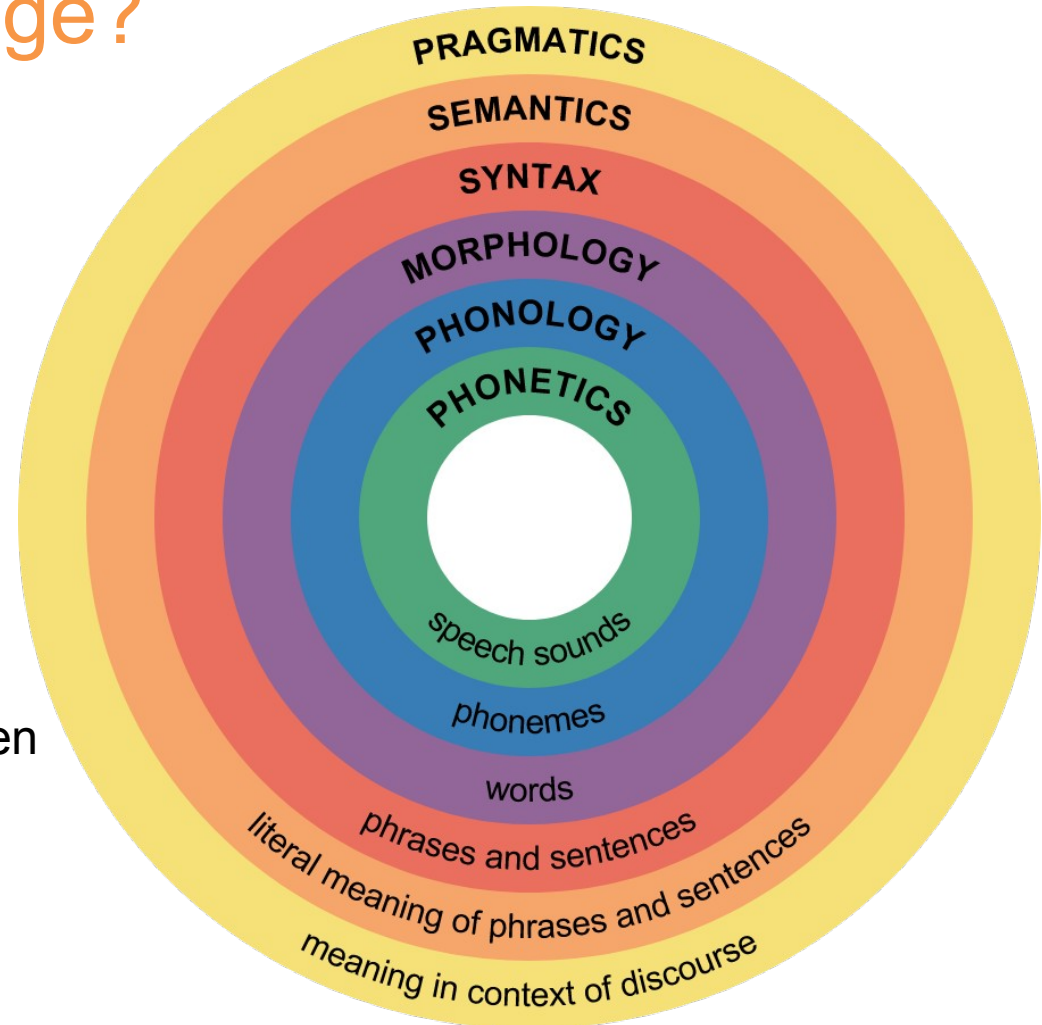 ge?
PRAGMATICS
SEMANTICS
SYNTAX
MORPHOLOGY
PHONOLOGY
PHONETICS
speech sounds
phonemes
en
words
phrases and sentences
literal meaning of phrases and sentences
meaning in context of discourse